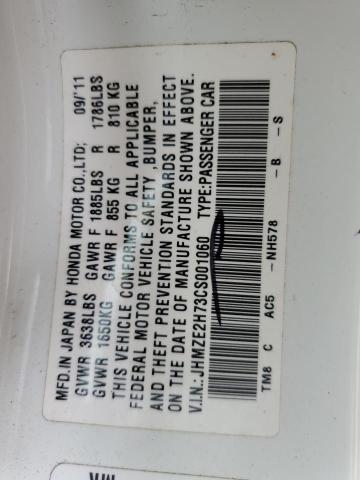 MFD.IN JAPAN BY HONDA MOTOR CO.,LTD; 09/'11
GVWR 3638LBS GAWR F 1885LBS R 1786LBS
GVWR 1650KG GAWR F 855 KG R 810 KG
THIS VEHICLE CONFORMS TO ALL APPLICABLE
FEDERAL MOTOR VEHICLE SAFETY ,BUMPER,
AND THEFT PREVENTION STANDARDS IN EFFECT
ON THE DATE OF MANUFACTURE SHOWN ABOVE.
V.I.N.:JHMZE2H73CS001060 TYPE:PASSENGER CAR
TM8 C AC5 -NH578 -B -S